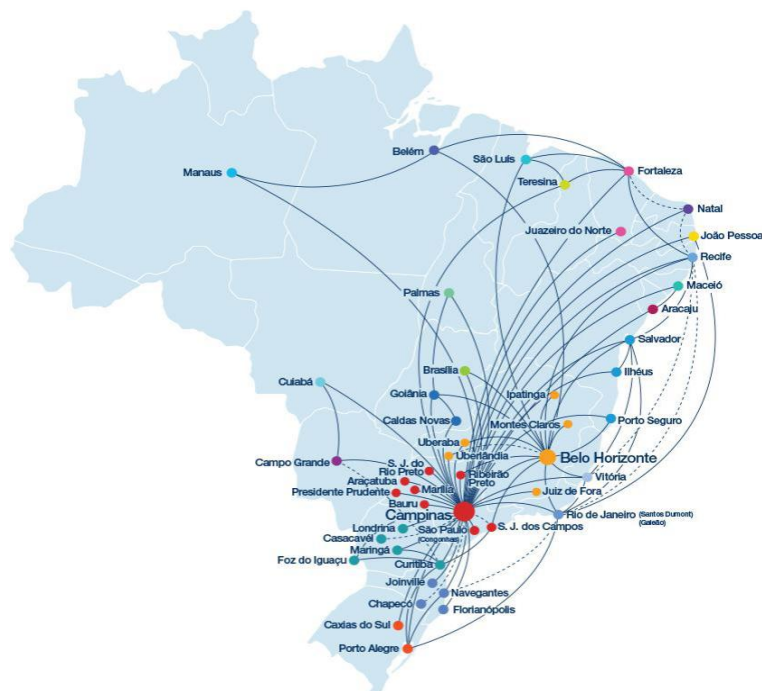 Belém
São Luís
Fortaleza
Manaus
Teresina
Natal
Juazeiro do Norte
João Pessoa
Recife
Maceió
Palmas
Aracaju
Salvador
Brasília
Ilhéus
Cuiabá
Goiânia
Ipatinga
Caldas Novas
Montes Claros
Porto Seguro
Uberaba
Uberlândia
Belo Horizonte
Campo Grande
S. J. do
Rio Preto
Ribeirão
Preto
Vitória
Araçatuba
Marília
Presidente Prudente
Juiz de Fora
Bauru
Campinas
Rio de Janeiro (Santos Dumont)
(Galeão)
Londrina
São Paulo
(Congonhas)
S. J. dos Campos
Casacavél
Maringá
Foz do Iguaçu
Curitiba
Joinville
Navegantes
Chapecó
Florianópolis
Caxias do Sul
Porto Alegre